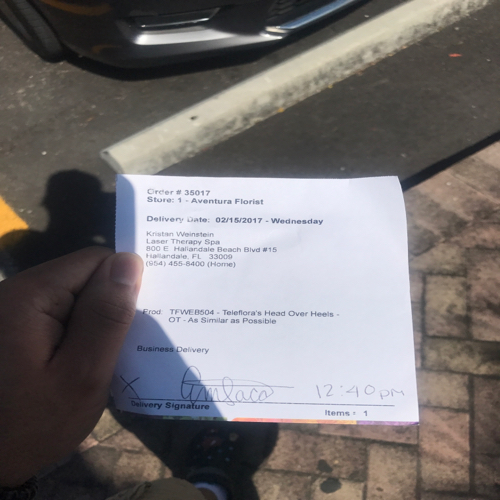 Order # 35017
Store: 1 - Aventura Florist
Delivery Date: 02/15/2017 - Wednesday
Kristan Weinstein
Laser Therapy Spa
800 E Hallandale Beach Blvd #15
Hallandale, FL 33009
(954) 455-8400 (Home)
Prod TFWEB504 - Teleflora's Head Over Heels -
OT - As Similar as Possible
Business Delivery
X 12:40pm
Delivery Signature Items = 1